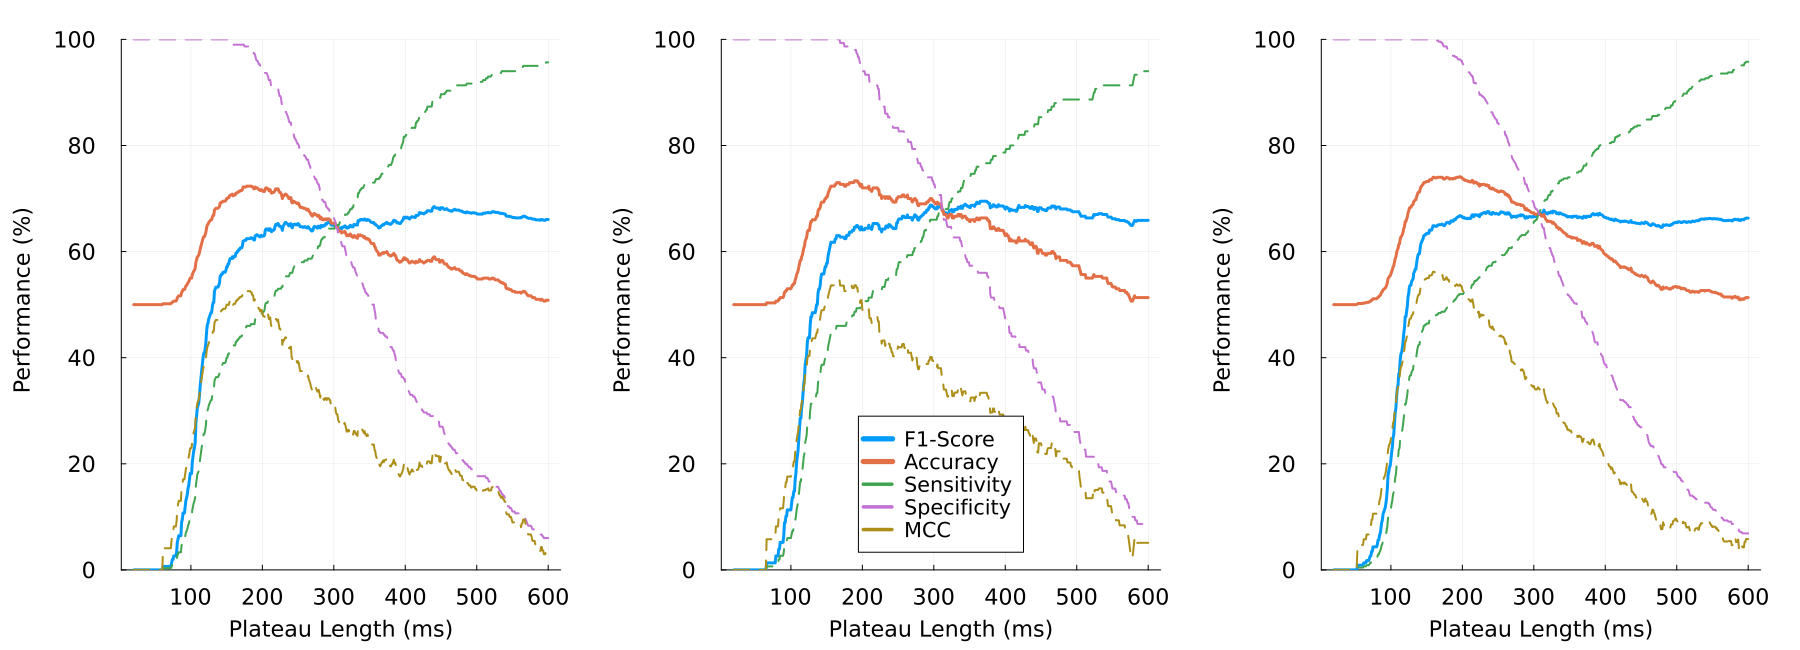 100
80
60
40
20
0
Performance (%)
100 200 300 400 500 600
Plateau Length (ms)
100
80
60
40
20
0
Performance (%)
F1-Score
Accuracy
Sensitivity
Specificity
MCC
100 200 300 400 500 600
Plateau Length (ms)
100
80
60
40
20
0
Performance (%)
100 200 300 400 500 600
Plateau Length (ms)